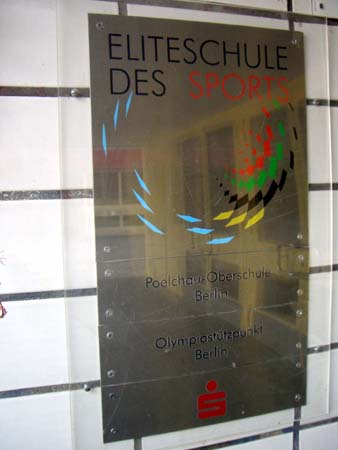 ELITESCHULE
DES SPORTS
Poelchau-Oberschule
Berlin
Olympiastützpunkt
Berlin